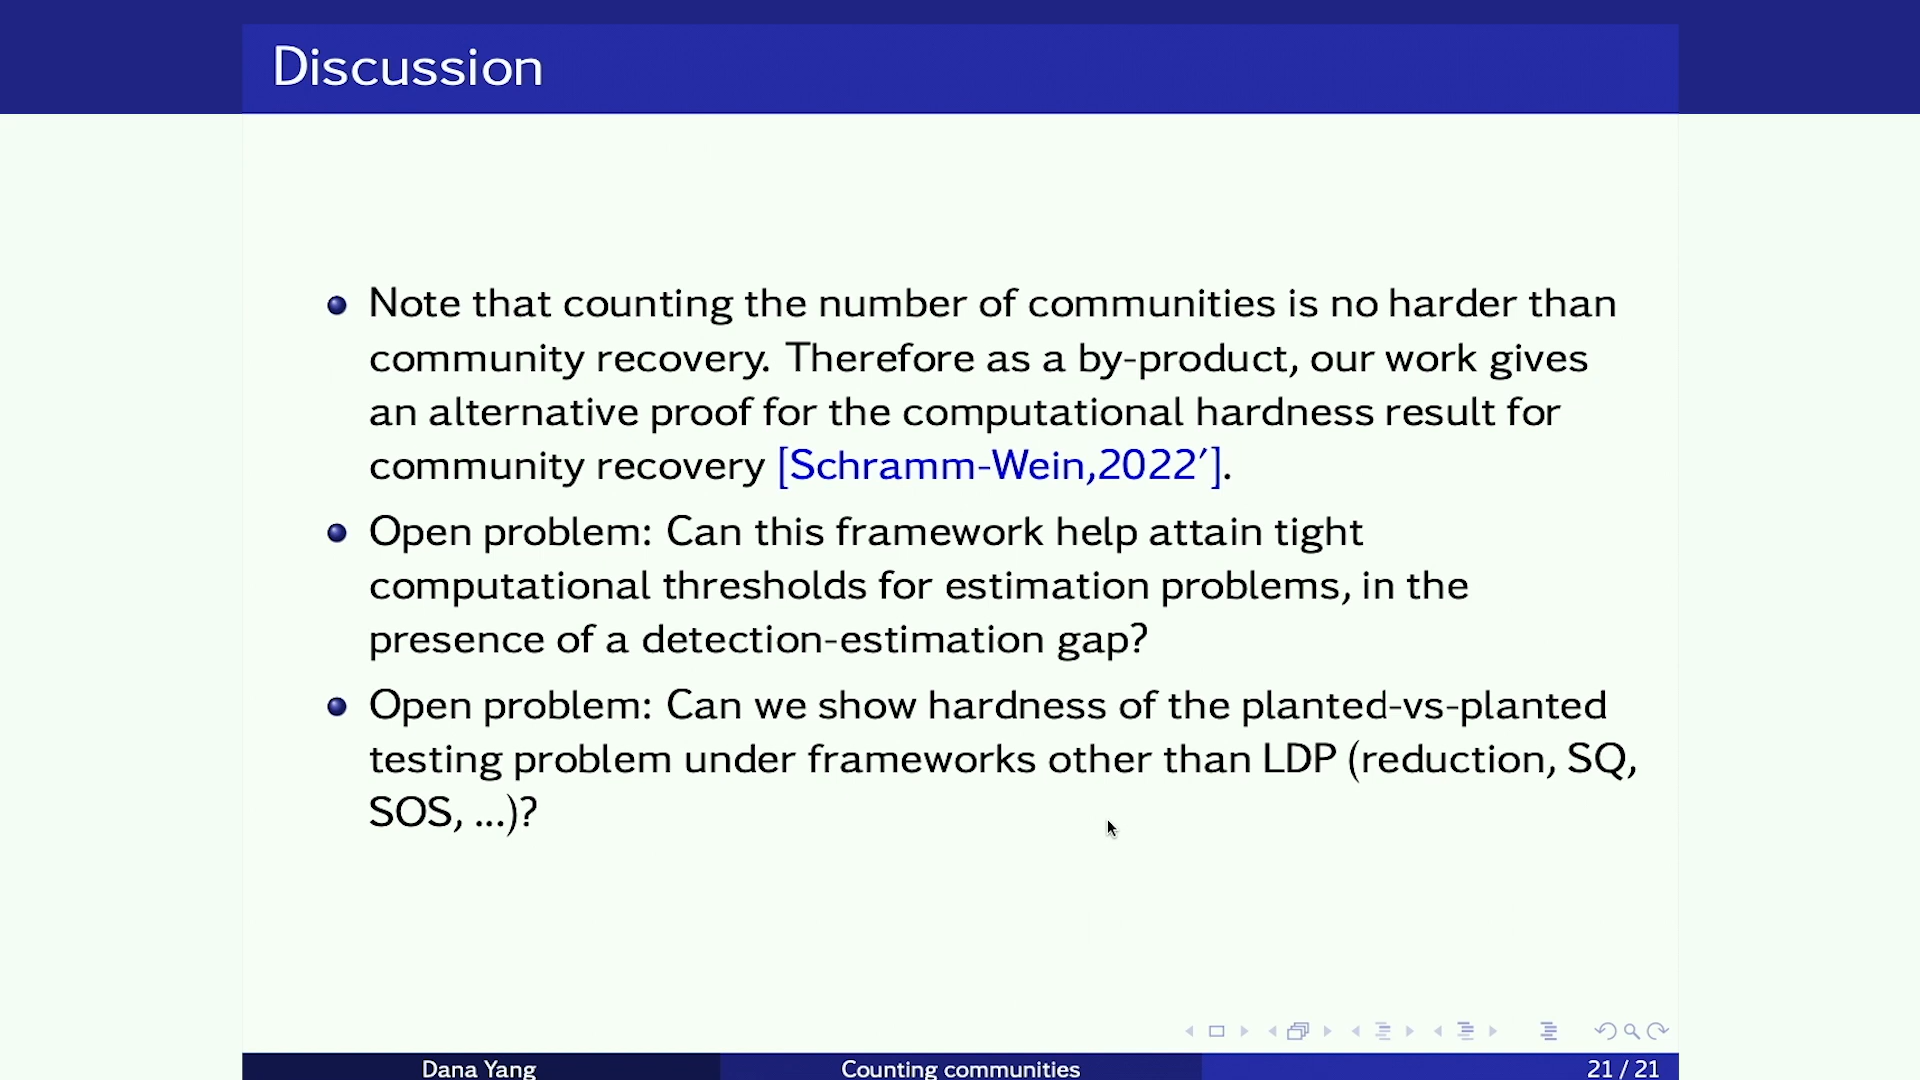 Discussion
Note that counting the number of communities is no harder than
community recovery. Therefore as a by-product, our work gives
an alternative proof for the computational hardness result for
community recovery [Schramm-Wein,2022′].
Open problem: Can this framework help attain tight
computational thresholds for estimation problems, in the
presence of a detection-estimation gap?
Open problem: Can we show hardness of the planted-vs-planted
testing problem under frameworks other than LDP (reduction, SQ,
SOS, ...)?
Dana Yang
Counting communities
21 / 21